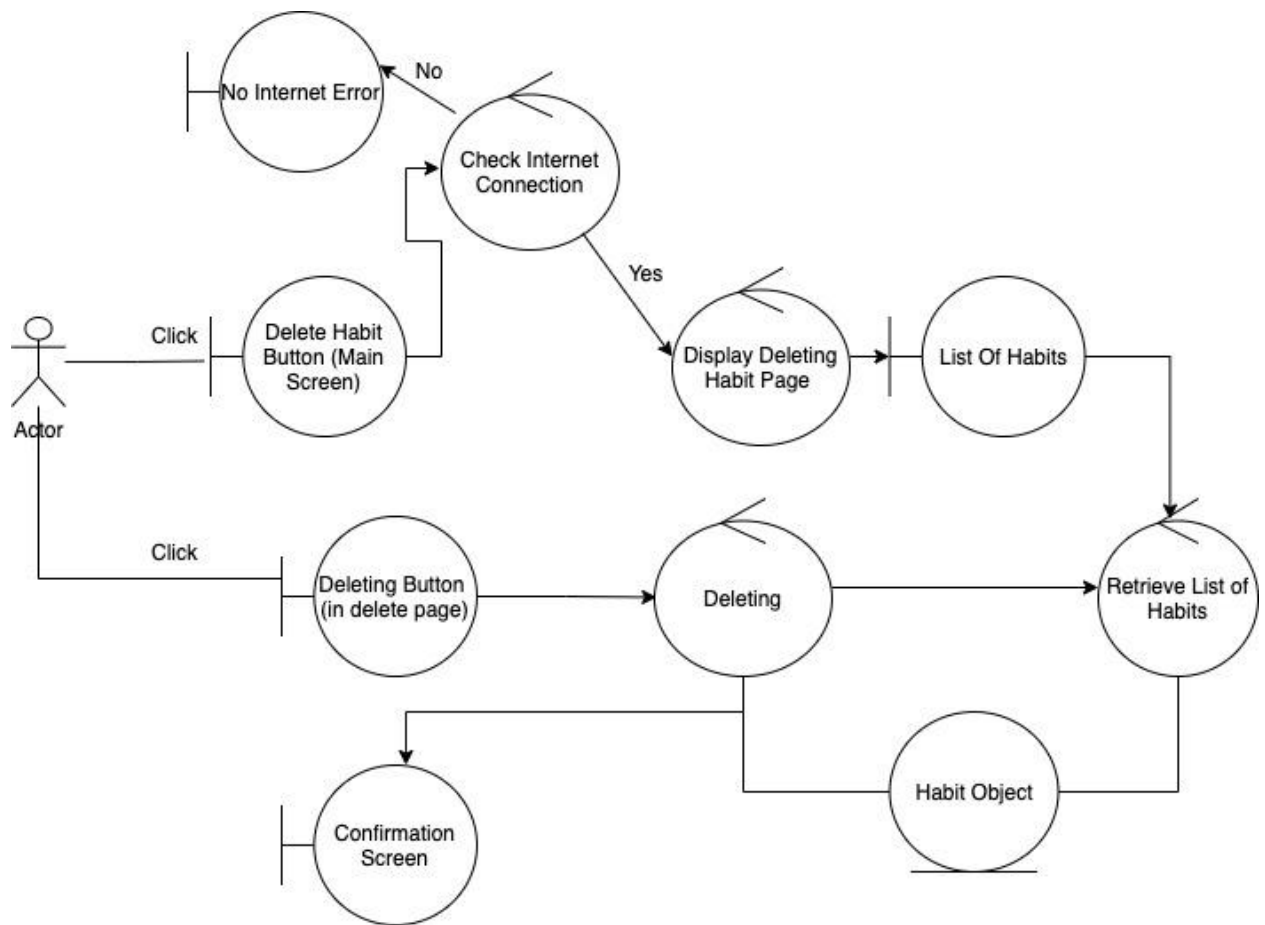 No Internet Error
No
Check Internet
Connection
Yes
Click
Delete Habit
Button (Main
Screen)
Display Deleting
Habit Page
List Of Habits
Actor
Click
Deleting Button
(in delete page)
Deleting
Retrieve List of
Habits
Habit Object
Confirmation
Screen